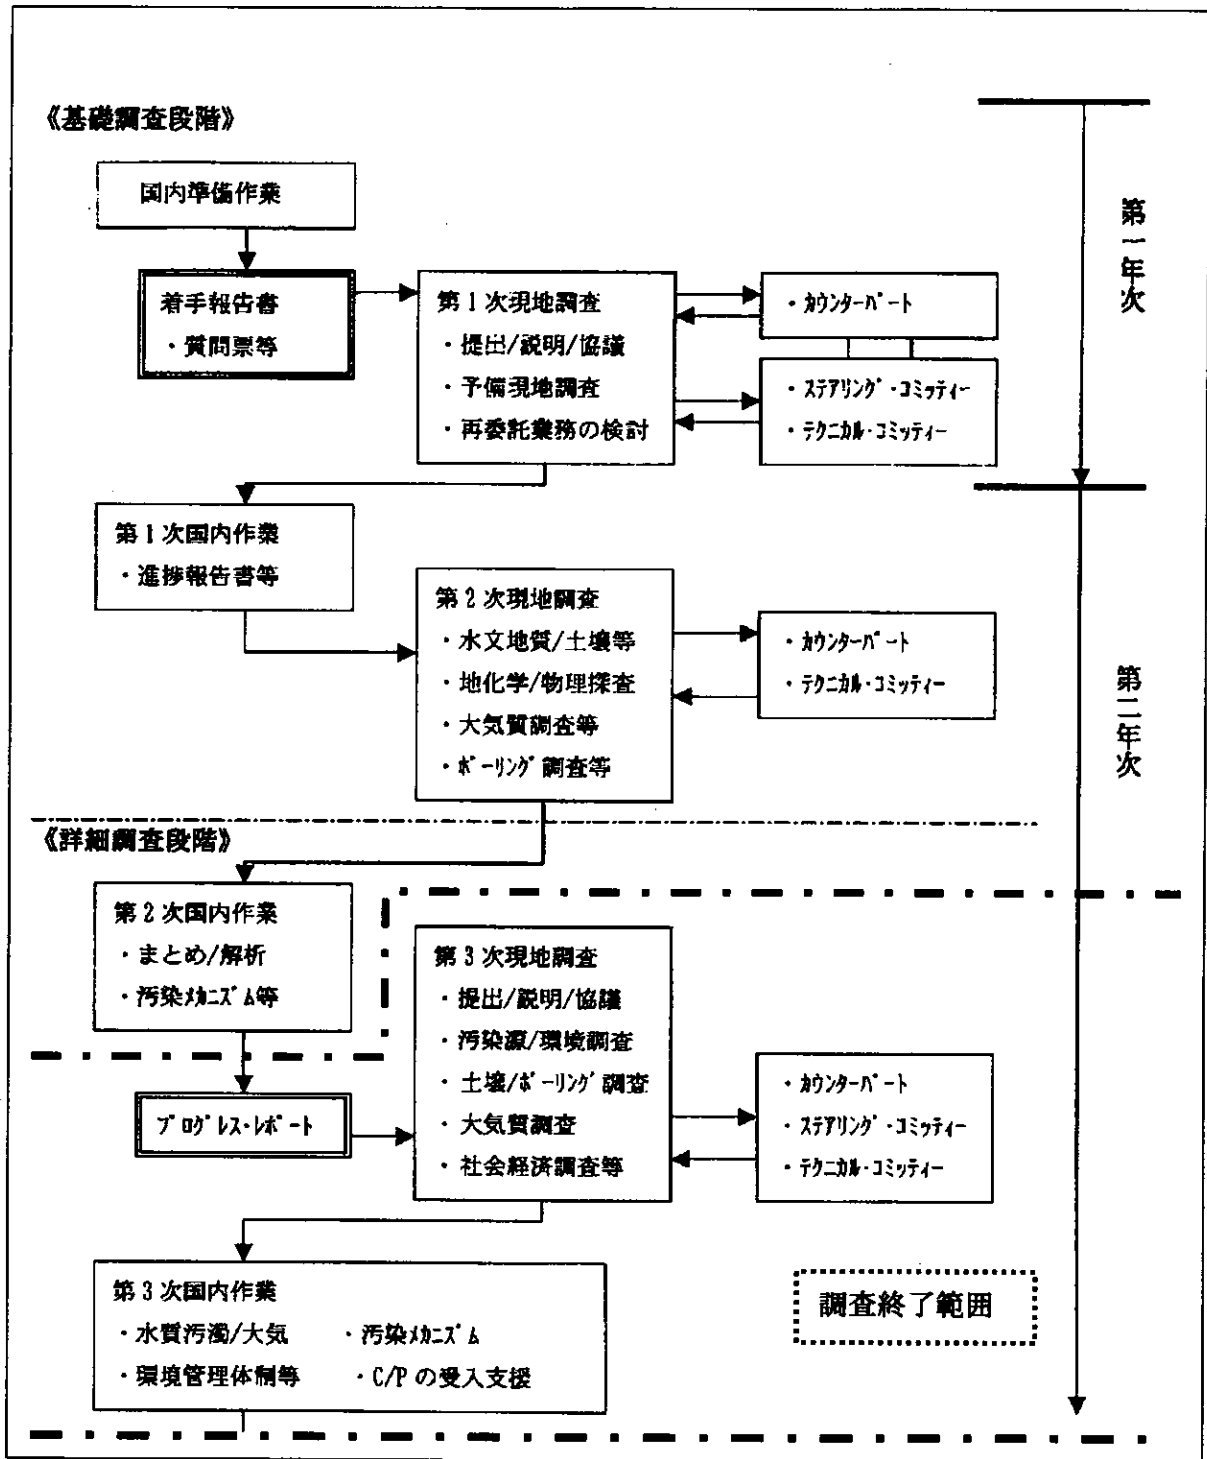 《基礎調査段階》
国内準備作業
着手報告書
・質問票等
第1次現地調査
・提出/説明/協議
・予備現地調査
・再委託業務の検討
・カウンターパート
・ステアリング・コミッティー
・テクニカル・コミッティー
第一年次
第1次国内作業
・進捗報告書等
第2次現地調査
・水文地質/土壌等
・地化学/物理探査
・大気質調査等
・ボーリング調査等
・カウンターパート
・テクニカル・コミッティー
第二年次
《詳細調査段階》
第2次国内作業
・まとめ/解析
・汚染メカニズム等
プログレス・レポート
第3次現地調査
・提出/説明/協議
・汚染源/環境調査
・土壌/ボーリング調査
・大気質調査
・社会経済調査等
・カウンターパート
・ステアリング・コミッティー
・テクニカル・コミッティー
第3次国内作業
・水質汚濁/大気 ・汚染メカニズム
・環境管理体制等 ・C/Pの受入支援
調査終了範囲